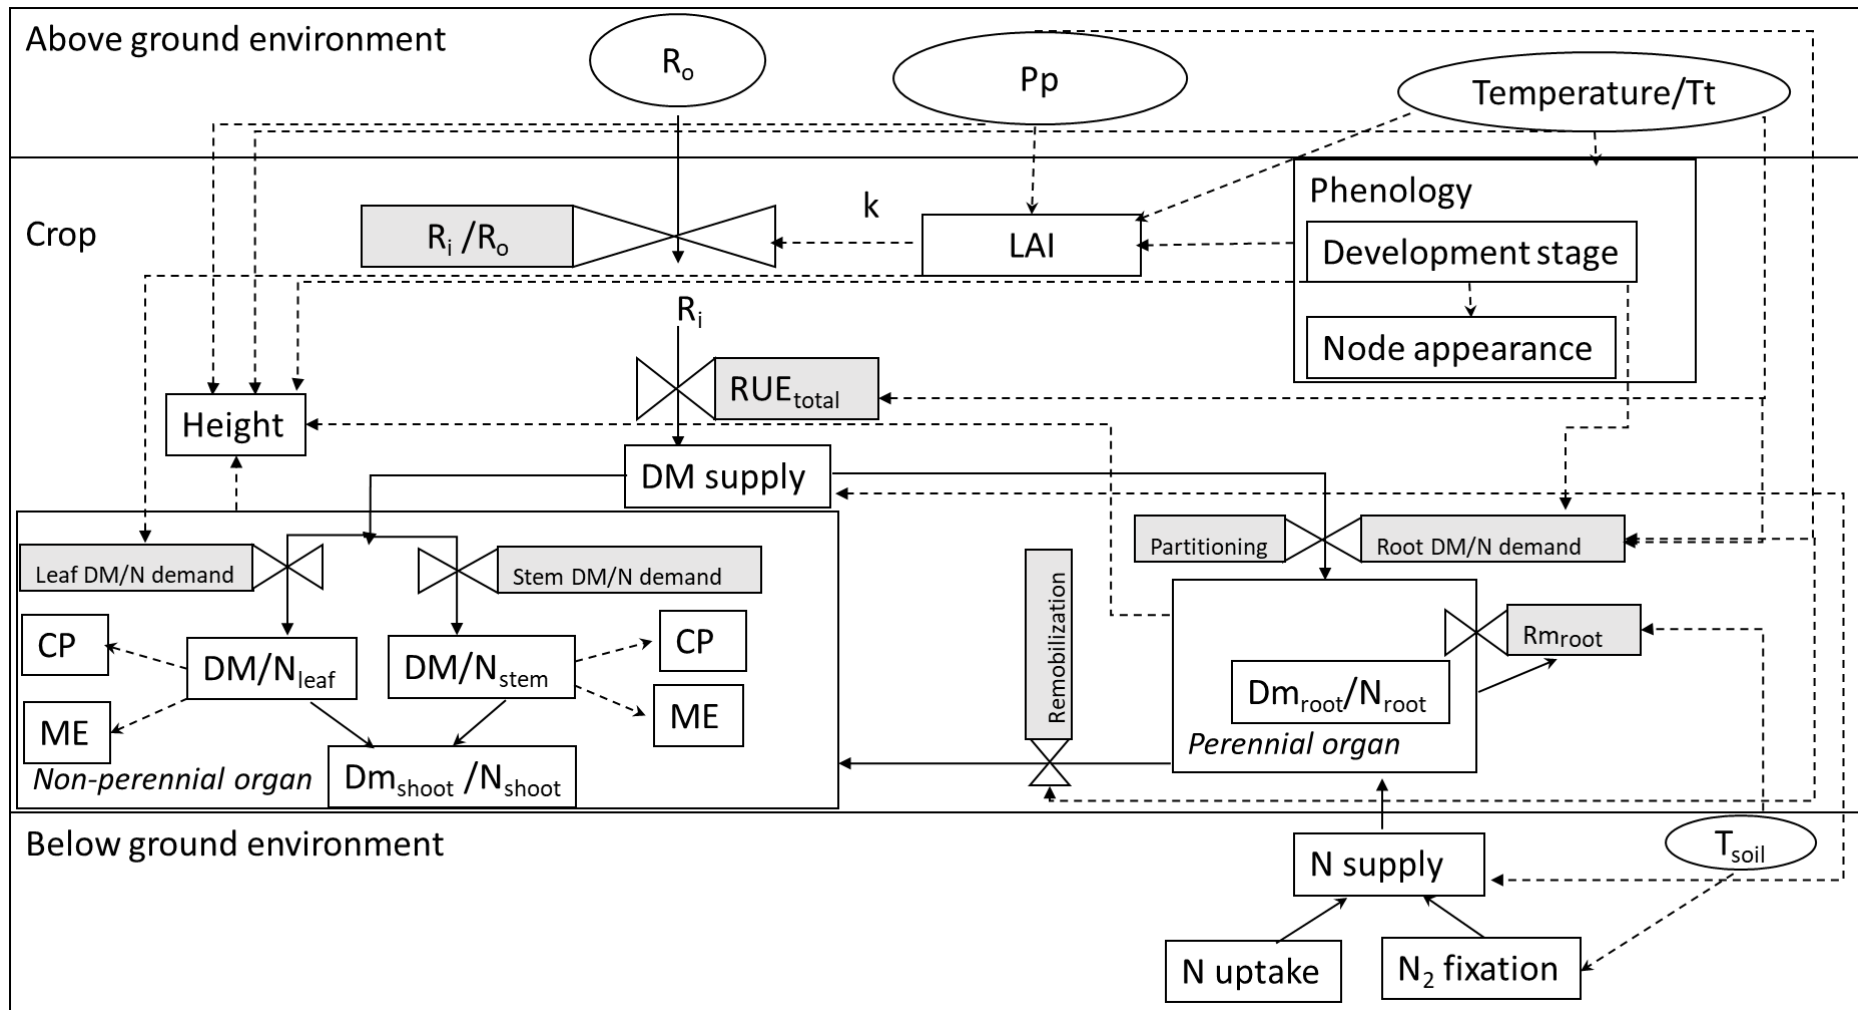 Above ground environment
Ro
Pp
Temperature/Tt
Crop
Ri /Ro
k
LAI
Phenology
Development stage
Node appearance
Ri
RUEtotal
Height
DM supply
Leaf DM/N demand
Stem DM/N demand
Partitioning
Root DM/N demand
Remobilization
CP
DM/Nleaf
DM/Nstem
CP
Rmroot
ME
ME
Dmroot/Nroot
Perennial organ
Non-perennial organ
Dmshoot /Nshoot
Below ground environment
N supply
Tsoil
N uptake
N2 fixation